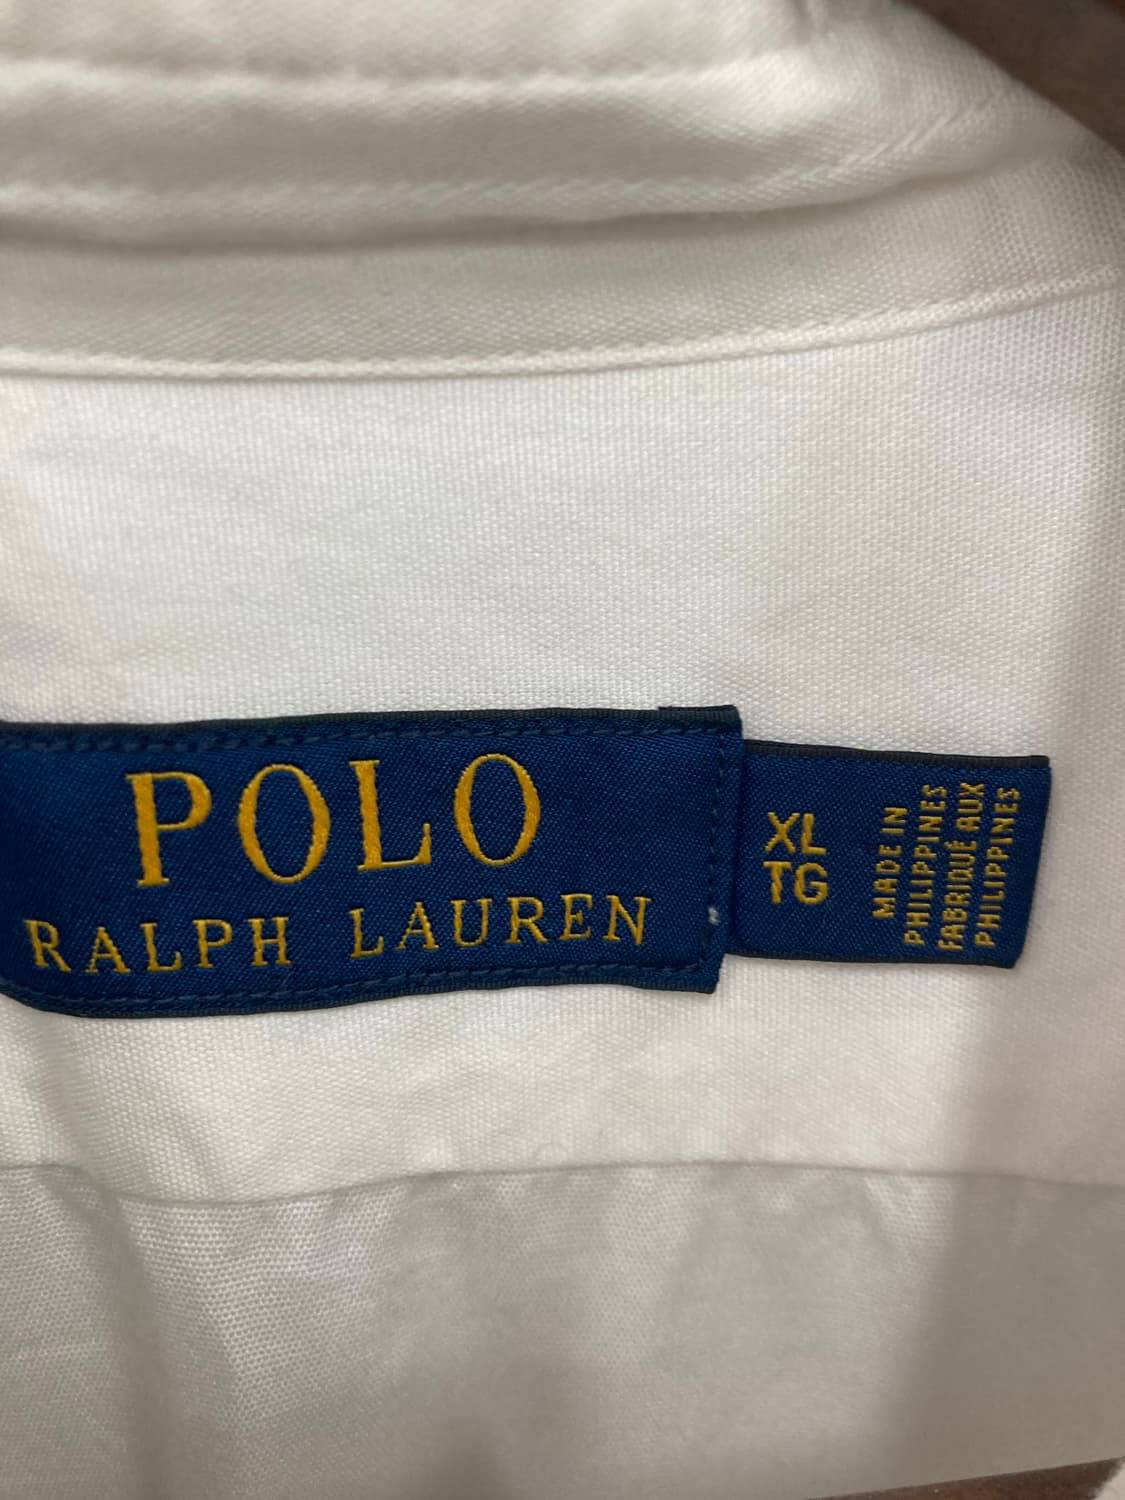 POLO
RALPH LAUREN
XL
TG
MADE IN
PHILIPPINES
FABRIQUÉ AUX
PHILIPPINES